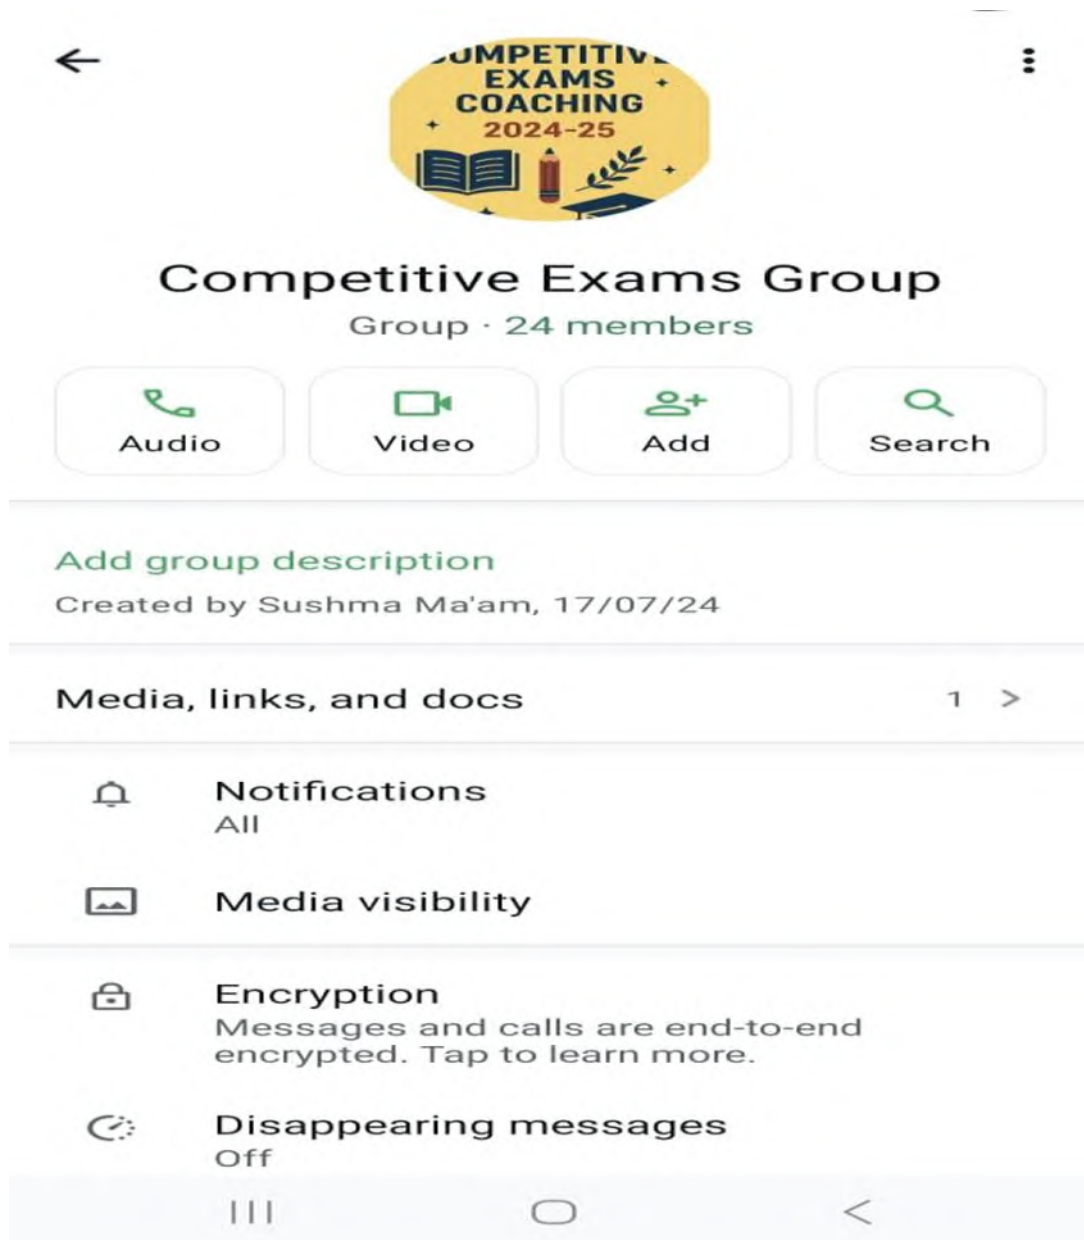 EXAMS
COACHING
2024-25
Competitive Exams Group
Group · 24 members
Audio
Video
Add
Search
Add group description
Created by Sushma Ma'am, 17/07/24
Media, links, and docs
1
Notifications
All
Media visibility
Encryption
Messages and calls are end-to-end
encrypted. Tap to learn more.
Disappearing messages
Off